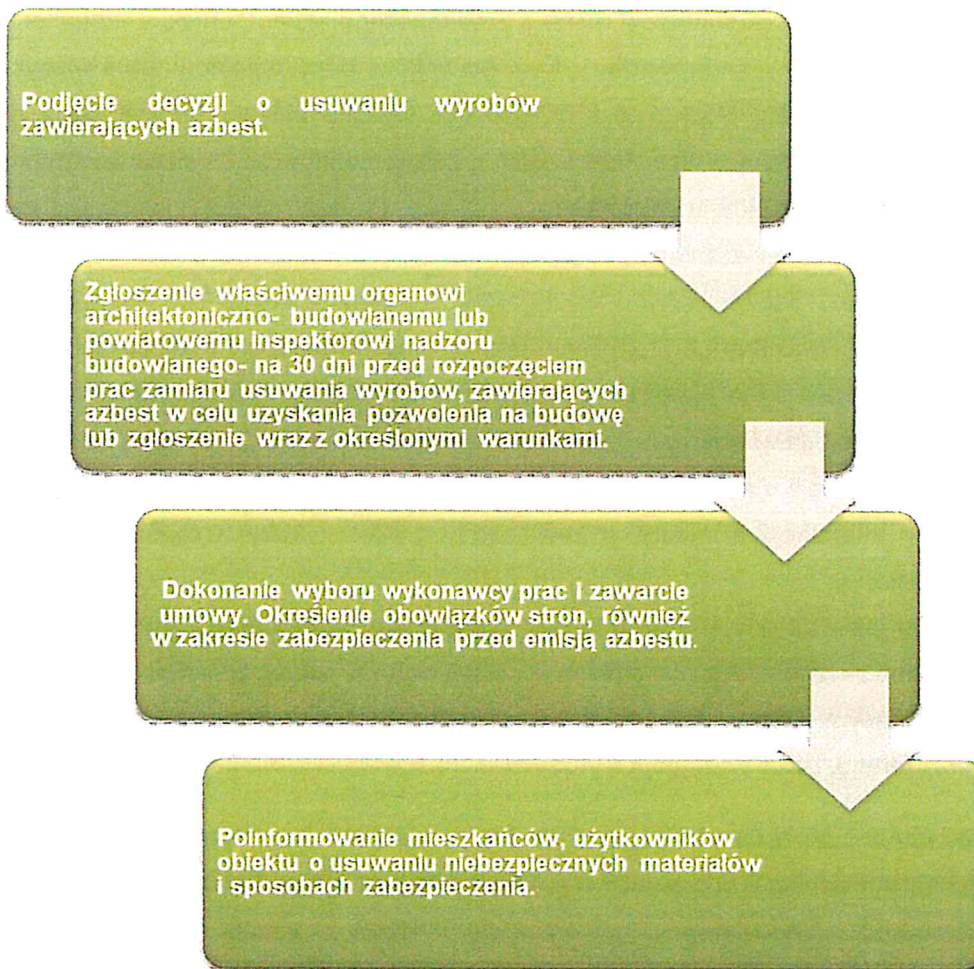 Podjęcie decyzji o usuwaniu wyrobów
zawierających azbest.
Zgłoszenie właściwemu organowi
architektoniczno- budowlanemu lub
powiatowemu inspektorowi nadzoru
budowlanego- na 30 dni przed rozpoczęciem
prac zamiaru usuwania wyrobów, zawierających
azbest w celu uzyskania pozwolenia na budowę
lub zgłoszenie wraz z określonymi warunkami.
Dokonanie wyboru wykonawcy prac i zawarcie
umowy. Określenie obowiązków stron, również
w zakresie zabezpieczenia przed emisją azbestu.
Poinformowanie mieszkańców, użytkowników
obiektu o usuwaniu niebezpiecznych materiałów
i sposobach zabezpieczenia.